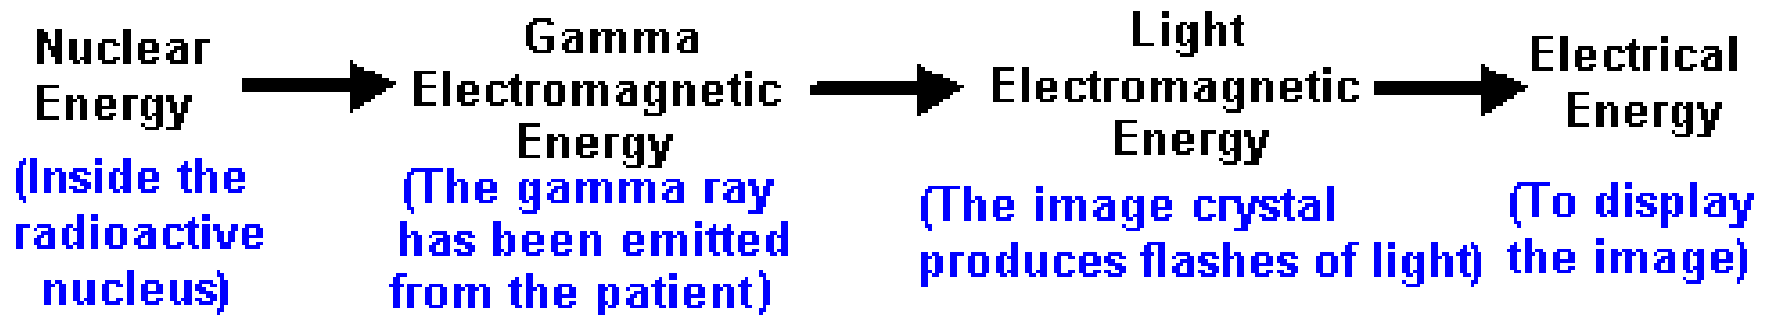 Nuclear
Energy
(Inside the
radioactive
nucleus)
Gamma
Electromagnetic
Energy
(The gamma ray
has been emitted
from the patient)
Light
Electromagnetic
Energy
(The image crystal
produces flashes of light)
Electrical
Energy
(To display
the image)